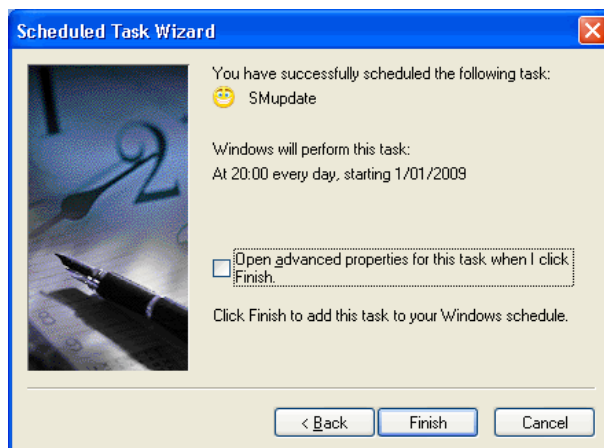 Scheduled Task Wizard
You have successfully scheduled the following task:
SMupdate
Windows will perform this task:
At 20:00 every day, starting 1/01/2009
Open advanced properties for this task when I click
Finish.
Click Finish to add this task to your Windows schedule.
< Back
Finish
Cancel